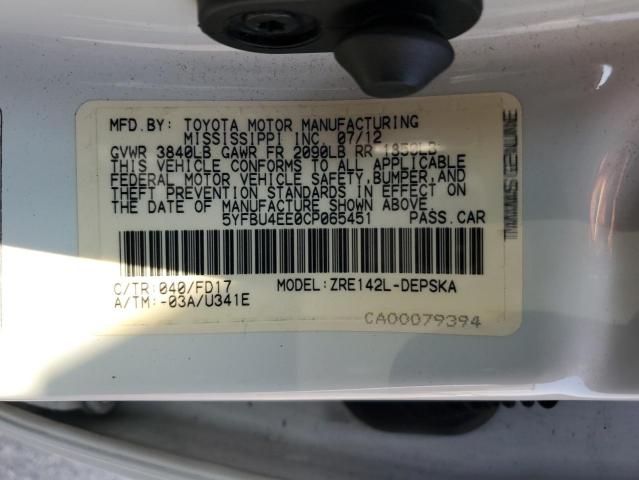 MFD.BY: TOYOTA MOTOR MANUFACTURING
MISSISSIPPI INC. 07/12
GVWR 3840LB GAWR FR 2090LB RR 1850LB
THIS VEHICLE CONFORMS TO ALL APPLICABLE
FEDERAL MOTOR VEHICLE SAFETY,BUMPER,AND
THEFT PREVENTION STANDARDS IN EFFECT ON
THE DATE OF MANUFACTURE SHOWN ABOVE.
5YFBU4EE0CP065451 PASS.CAR
C/TR:040/FD17 MODEL:ZRE142L-DEPSKA
A/TM:-03A/U341E
CA00079394
GENUINE